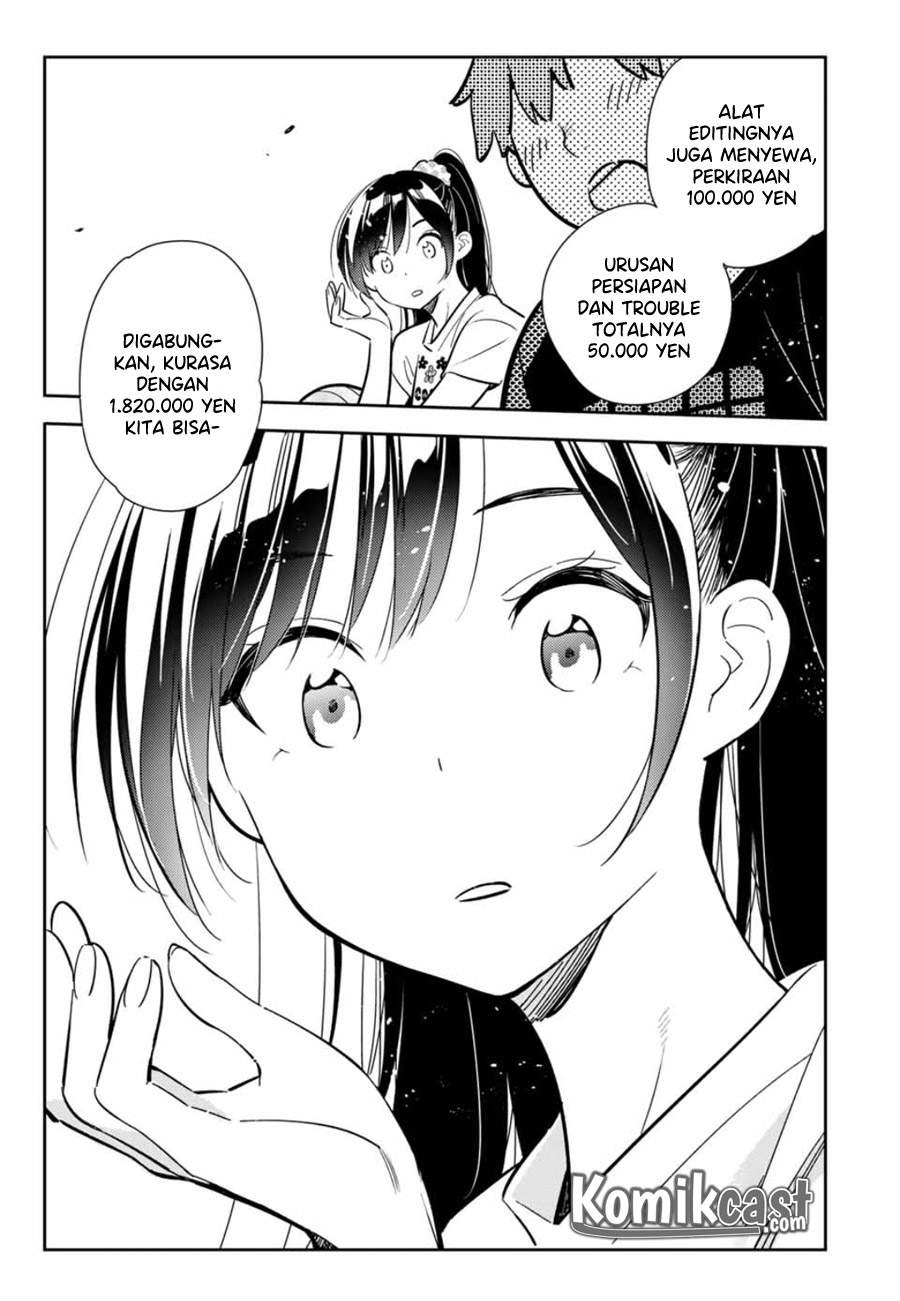 ALAT
EDITINGNYA
JUGA MENYEWA,
PERKIRAAN
100.000 YEN
URUSAN
PERSIAPAN
DAN TROUBLE
TOTALNYA
50.000 YEN
DIGABUNG-
KAN, KURASA
DENGAN
1.820.000 YEN
KITA BISA-
Komikcast
.com